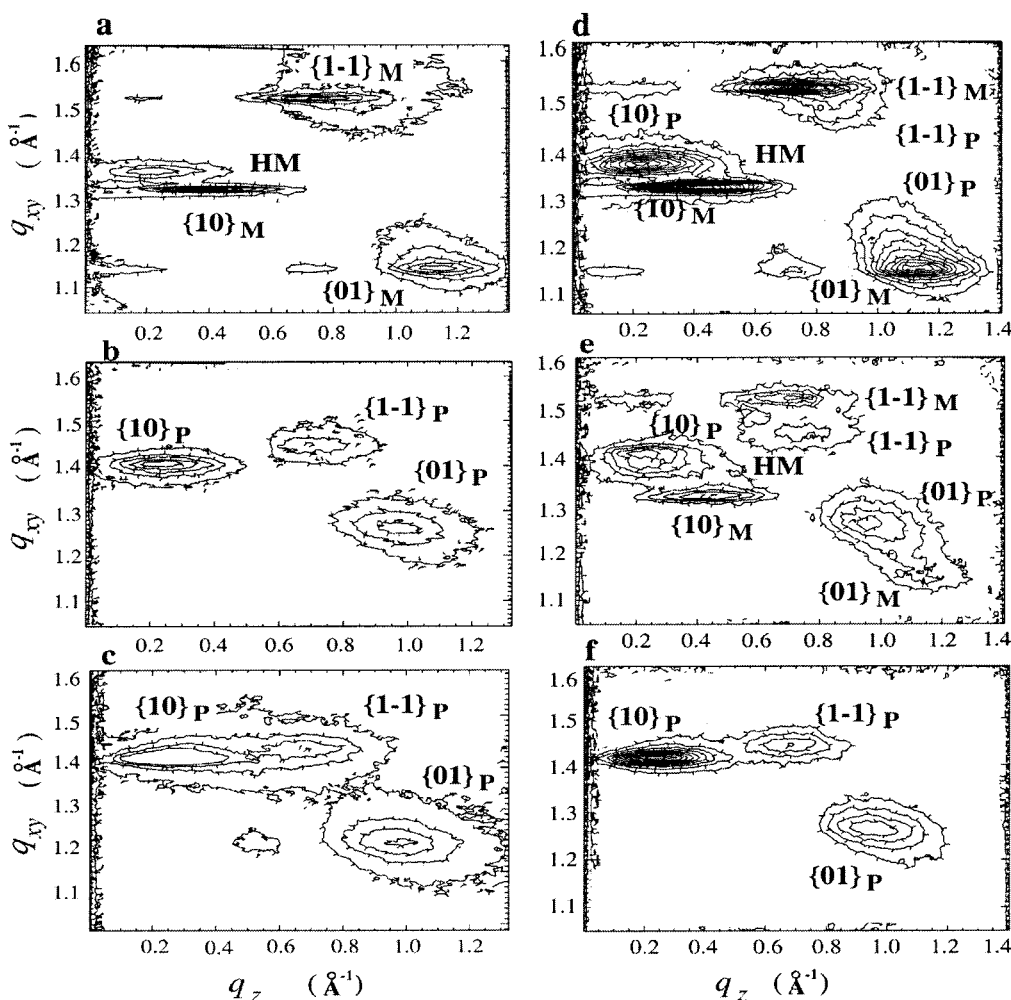 a
1.6
1.5
1.4
1.3
1.2
1.1
q xy ( Å-1 )
{1-1} M
HM
{10} M
{01} M
0.2 0.4 0.6 0.8 1.0 1.2
d
1.6
1.5
1.4
1.3
1.2
1.1
{1-1} M
{10} P
{1-1} P
HM
{01} P
{10} M
{01} M
0.2 0.4 0.6 0.8 1.0 1.2 1.4
b
1.6
1.5
1.4
1.3
1.2
1.1
q xy ( Å-1 )
{1-1} P
{10} P
{01} P
0.2 0.4 0.6 0.8 1.0 1.2
e
1.6
1.5
1.4
1.3
1.2
1.1
{1-1} M
{10} P
{1-1} P
HM
{01} P
{10} M
{01} M
0.2 0.4 0.6 0.8 1.0 1.2 1.4
c
1.6
1.5
1.4
1.3
1.2
1.1
q xy ( Å-1 )
{10} P
{1-1} P
{01} P
0.2 0.4 0.6 0.8 1.0 1.2
q z ( Å-1 )
f
1.6
1.5
1.4
1.3
1.2
1.1
{10} P
{1-1} P
{01} P
0.2 0.4 0.6 0.8 1.0 1.2 1.4
q z ( Å-1 )